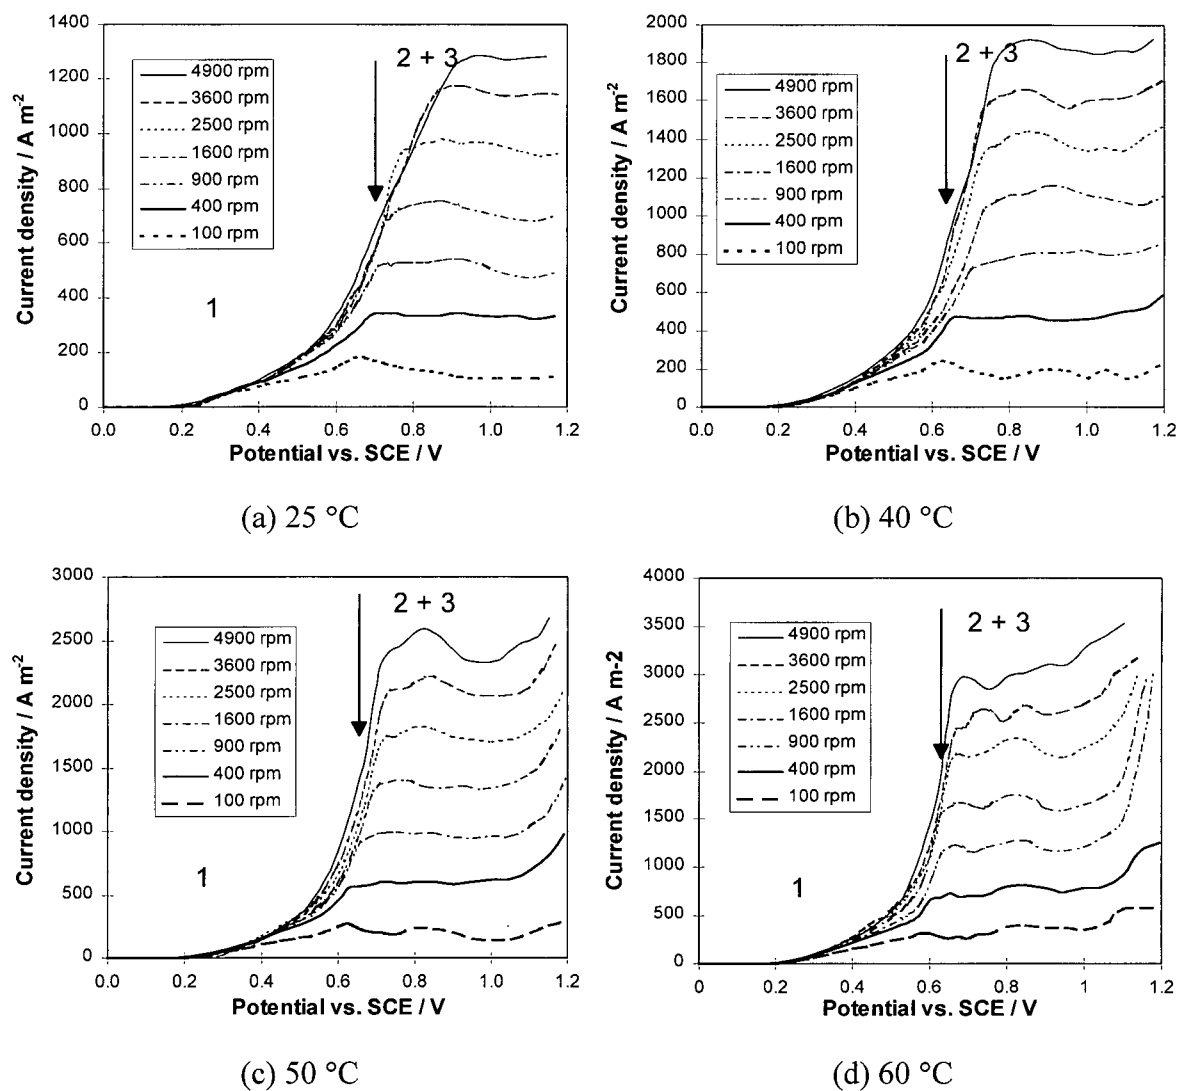 1400
1200
1000
800
600
400
200
0
Current density / A m-2
4900 rpm
3600 rpm
2500 rpm
1600 rpm
900 rpm
400 rpm
100 rpm
2 + 3
1
0.0 0.2 0.4 0.6 0.8 1.0 1.2
Potential vs. SCE / V
(a) 25 °C
2000
1800
1600
1400
1200
1000
800
600
400
200
0
Current density / A m-2
4900 rpm
3600 rpm
2500 rpm
1600 rpm
900 rpm
400 rpm
100 rpm
2 + 3
0.0 0.2 0.4 0.6 0.8 1.0 1.2
Potential vs. SCE / V
(b) 40 °C
3000
2500
2000
1500
1000
500
0
Current density / A m-2
4900 rpm
3600 rpm
2500 rpm
1600 rpm
900 rpm
400 rpm
100 rpm
2 + 3
1
0.0 0.2 0.4 0.6 0.8 1.0 1.2
Potential vs. SCE / V
(c) 50 °C
4000
3500
3000
2500
2000
1500
1000
500
0
Current density / A m-2
4900 rpm
3600 rpm
2500 rpm
1600 rpm
900 rpm
400 rpm
100 rpm
2 + 3
1
0 0.2 0.4 0.6 0.8 1 1.2
Potential vs. SCE / V
(d) 60 °C